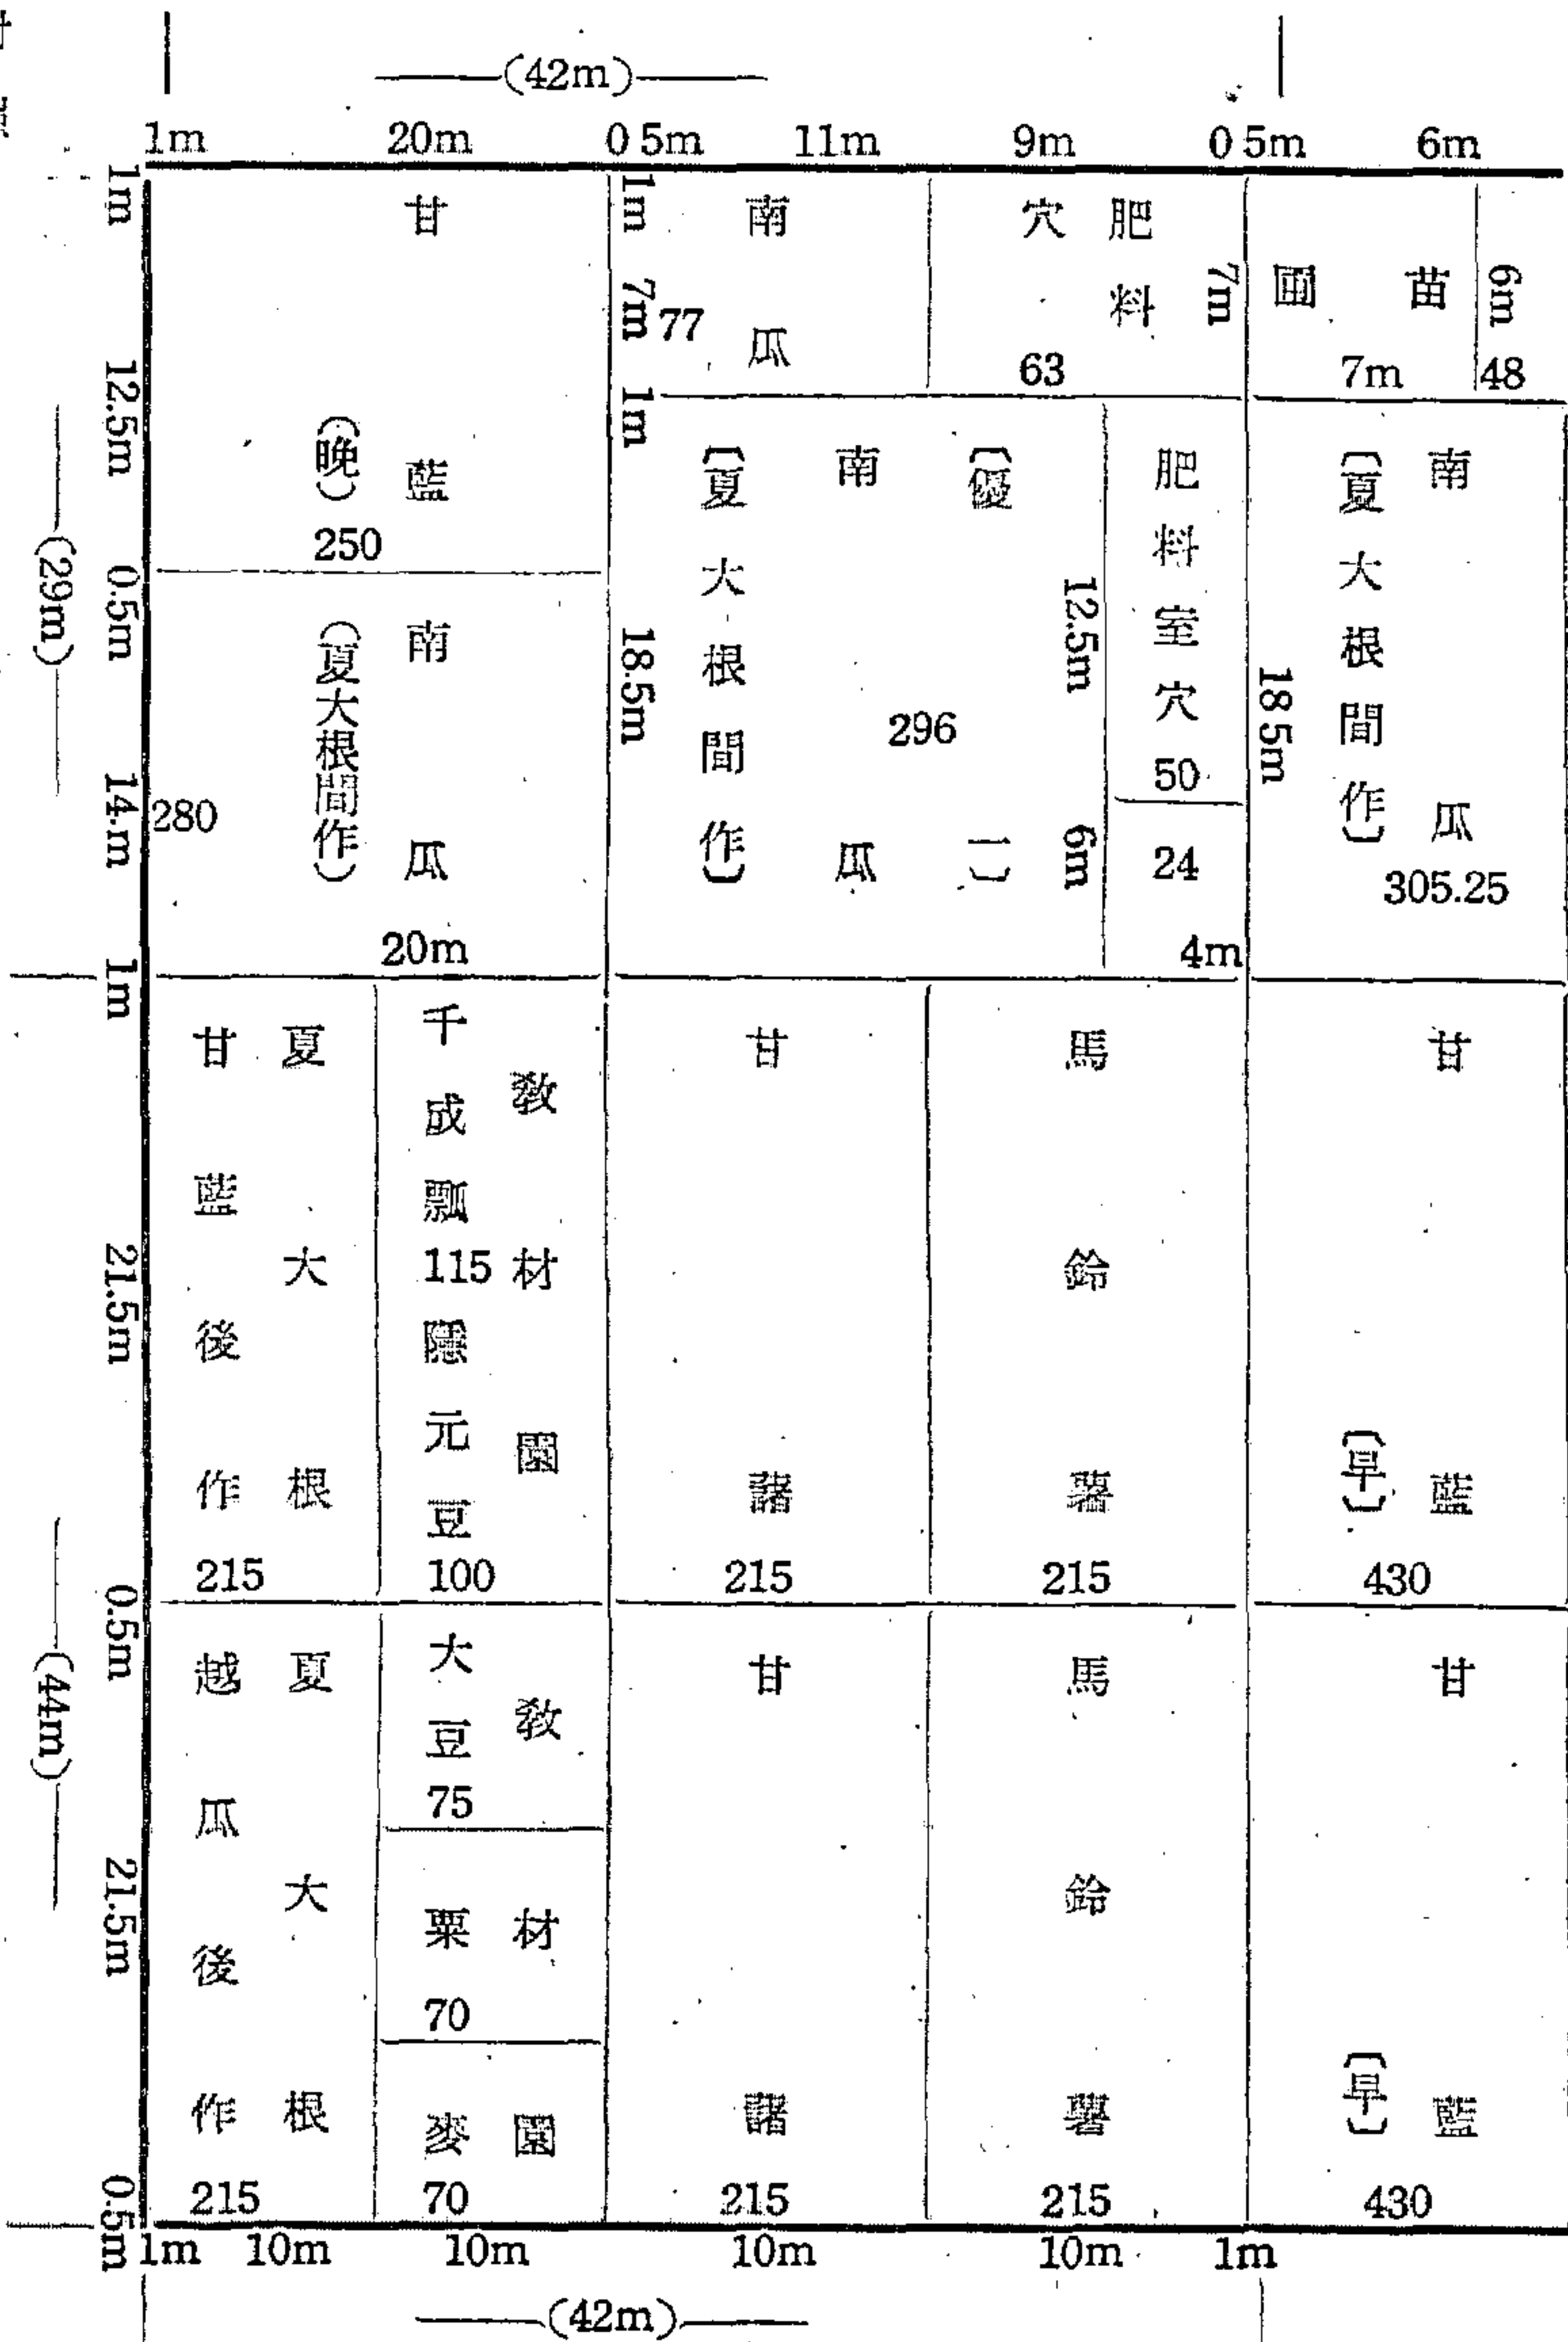 (42m)
1m 20m 0 5m 11m 9m 0 5m 6m
1m
12.5m
0.5m
14.m
1m
21.5m
0.5m
21.5m
0.5m
(29m)
(44m)
甘藍
(晩)
250
南瓜
(夏大根間作)
280
20m
1m
7m
1m
18.5m
南瓜
77
肥料
穴
63
7m
苗圃
6m
7m
48
〔優一〕
南瓜
〔夏大根間作〕
296
12.5m
6m
肥料室穴
50
24
4m
18 5m
南瓜
〔夏大根間作〕
305.25
夏大根
甘藍後作
215
教材園
千成瓢
115
隱元豆
100
甘藷
215
馬鈴薯
215
甘藍
〔早〕
430
夏大根
越瓜後作
215
教材園
大豆
75
粟
70
麥
70
甘藷
215
馬鈴薯
215
甘藍
〔早〕
430
1m 10m 10m 10m 10m 1m
(42m)